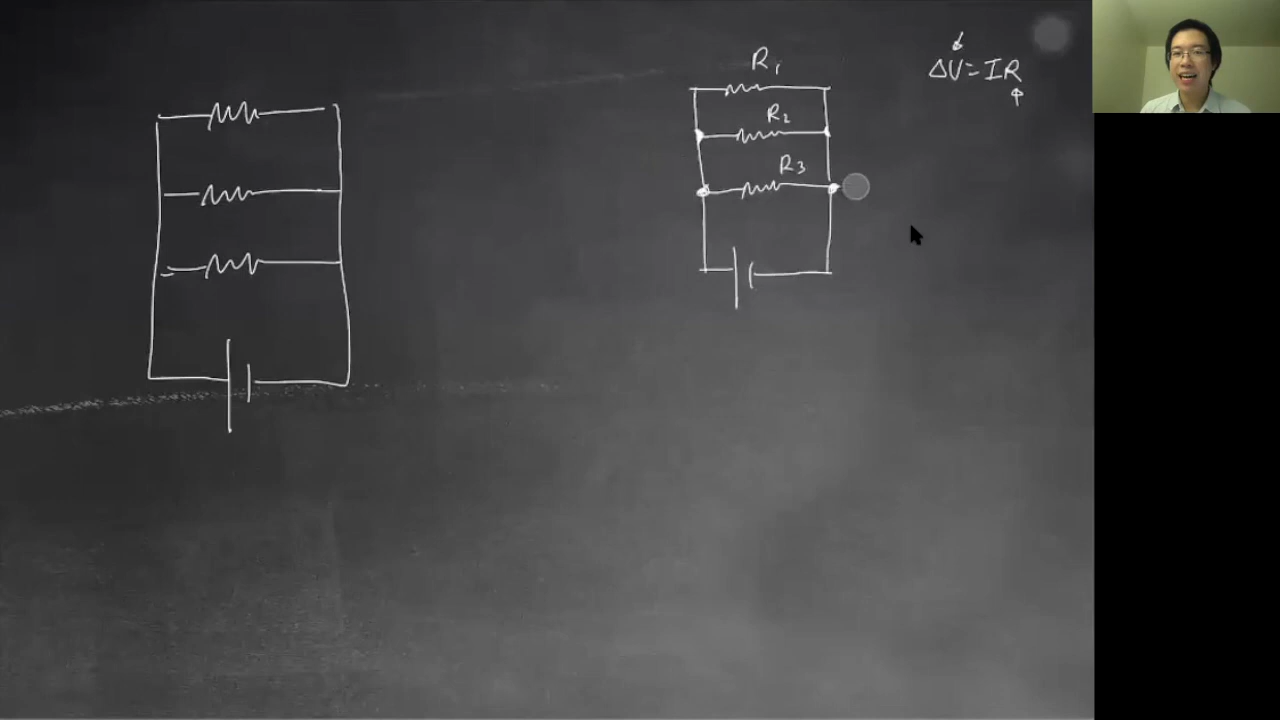 R₁
ΔV = IR
R₂
R₃